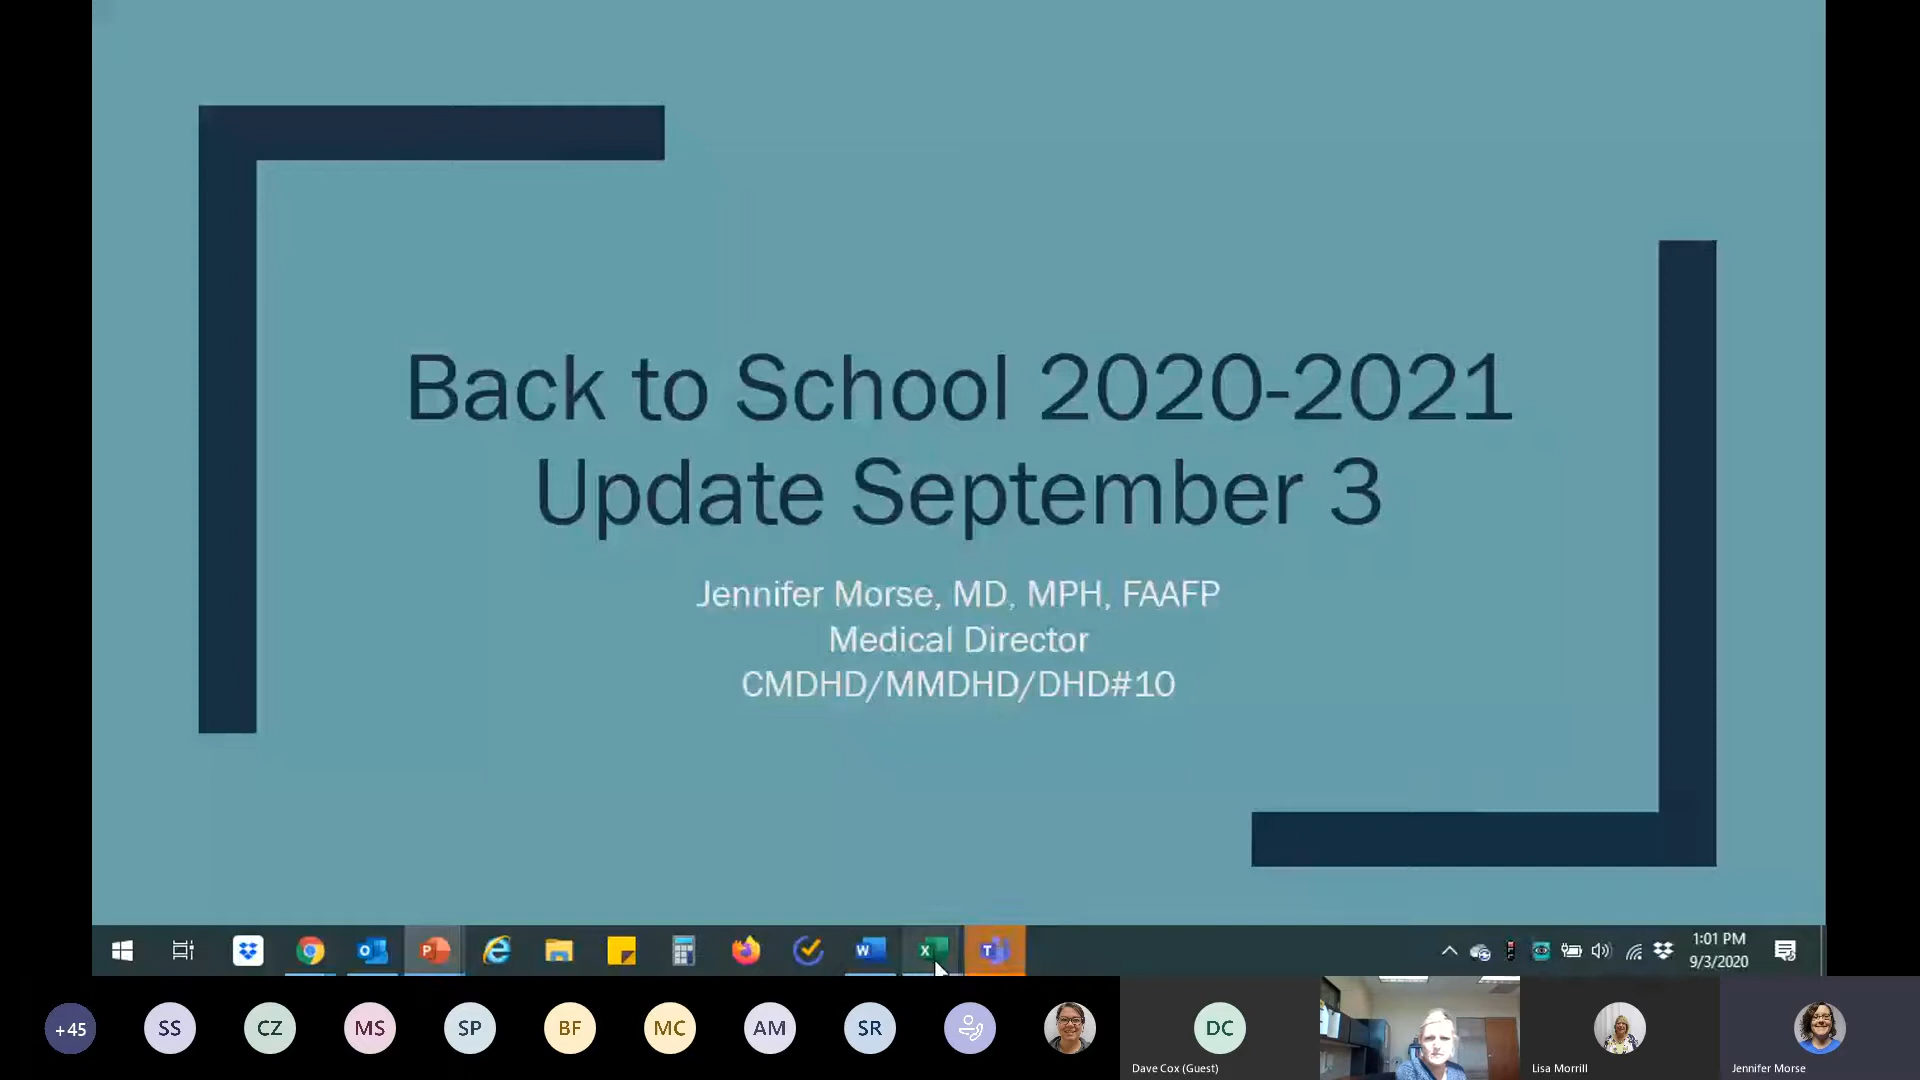 Back to School 2020-2021
Update September 3
Jennifer Morse, MD, MPH, FAAFP
Medical Director
CMDHD/MMDHD/DHD#10
1:01 PM
9/3/2020
+45
SS
CZ
MS
SP
BF
MC
AM
SR
DC
Dave Cox (Guest)
Lisa Morrill
Jennifer Morse